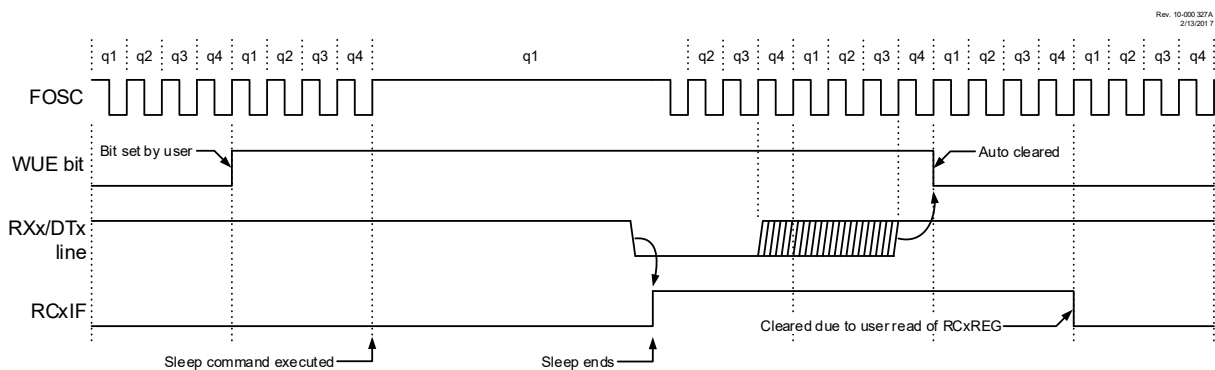 Rev. 10-000 327A
2/13/201 7
q1 q2 q3 q4 q1 q2 q3 q4 q1 q2 q3 q4 q1 q2 q3 q4 q1 q2 q3 q4 q1 q2 q3 q4
FOSC
Bit set by user
WUE bit
Auto cleared
RXx/DTx
line
RCxIF
Cleared due to user read of RCxREG
Sleep command executed
Sleep ends